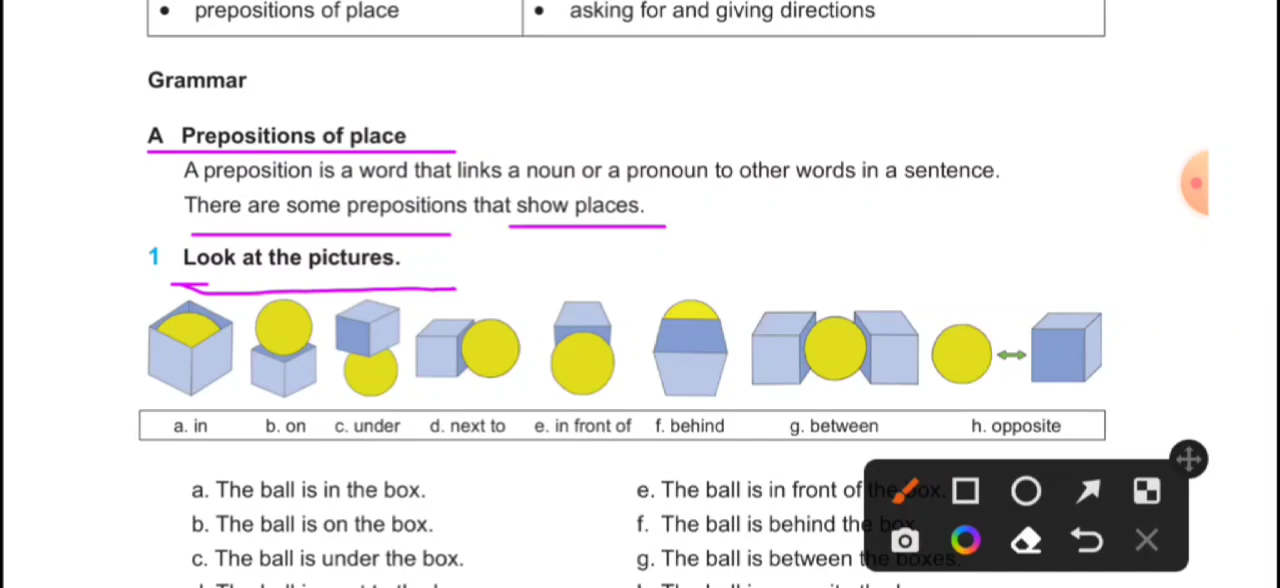 • prepositions of place
• asking for and giving directions
Grammar
A Prepositions of place
A preposition is a word that links a noun or a pronoun to other words in a sentence.
There are some prepositions that show places.
1 Look at the pictures.
a. in b. on c. under d. next to e. in front of f. behind g. between h. opposite
a. The ball is in the box.
b. The ball is on the box.
c. The ball is under the box.
e. The ball is in front of the box.
f. The ball is behind the box.
g. The ball is between the boxes.